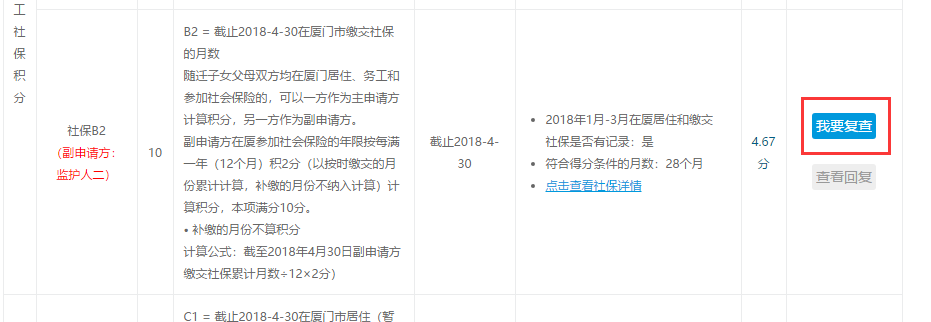 工
社
保
积
分
社保B2
（副申请方：
监护人二）
10
B2 = 截止2018-4-30在厦门市缴交社保
的月数
随迁子女父母双方均在厦门居住、务工和
参加社会保险的，可以一方作为主申请方
计算积分，另一方作为副申请方。
副申请方在厦参加社会保险的年限按每满
一年（12个月）积2分（以按时缴交的月
份累计计算，补缴的月份不纳入计算）计
算积分，本项满分10分。
• 补缴的月份不算积分
计算公式：截至2018年4月30日副申请方
缴交社保累计月数÷12×2分）
截止2018-4-
30
• 2018年1月-3月在厦居住和缴交
社保是否有记录：是
• 符合得分条件的月数：28个月
• 点击查看社保详情
4.67
分
我要复查
查看回复
C1 = 截止2018-4-30在厦门市居住（暂